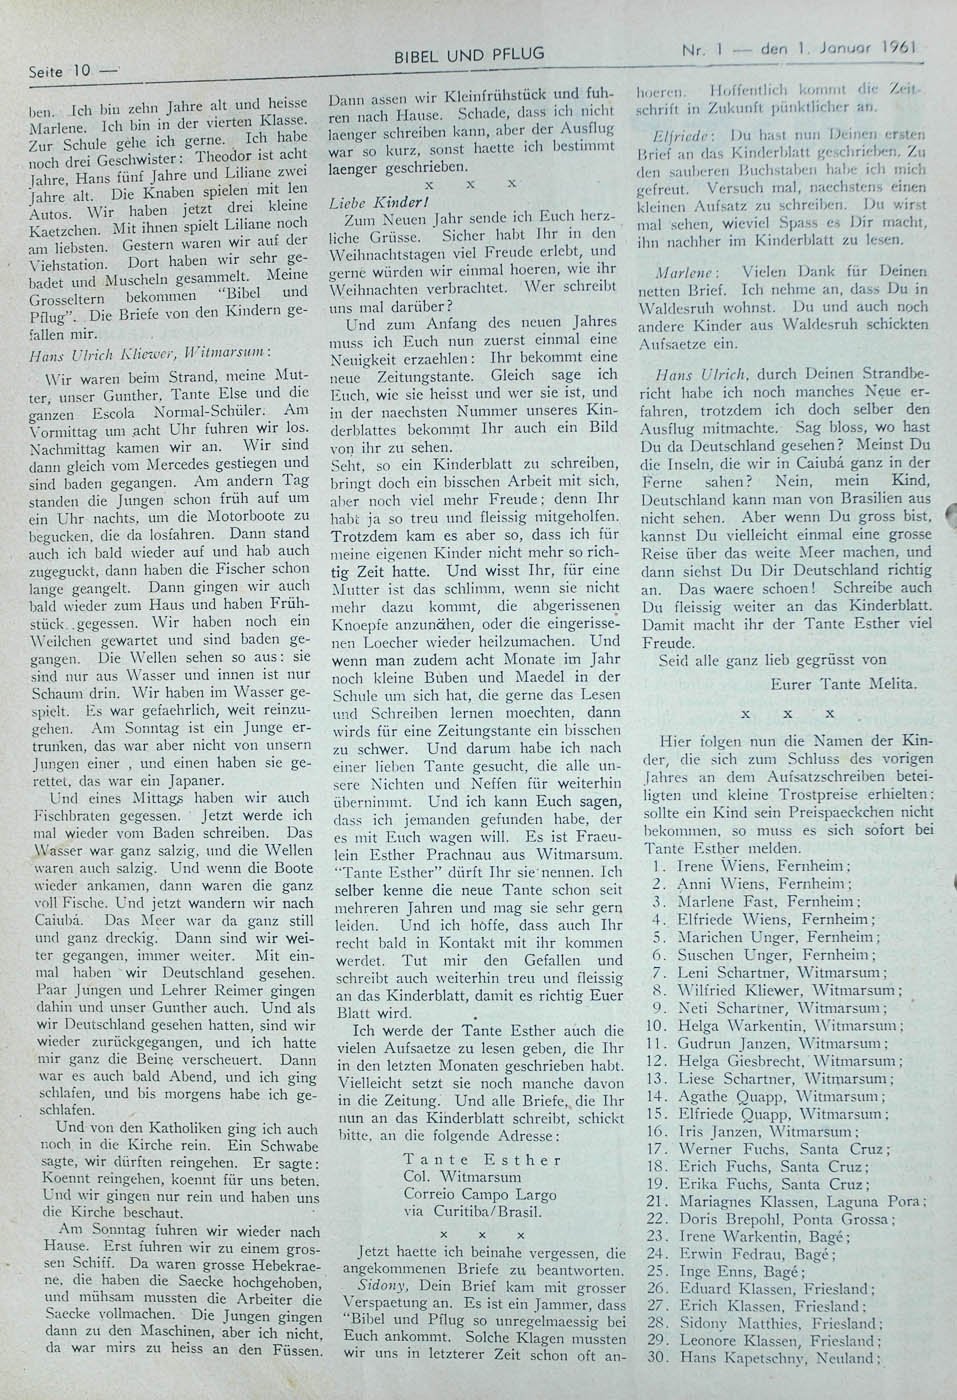 Seite 10 —
BIBEL UND PFLUG
Nr. 1 — den 1. Januar 1961
ben. Ich bin zehn Jahre alt und heisse
Marlene. Ich bin in der vierten Klasse.
Zur Schule gehe ich gerne. Ich habe
noch drei Geschwister: Theodor ist acht
Jahre, Hans fünf Jahre und Liliane zwei
Jahre alt. Die Knaben spielen mit len
Autos. Wir haben jetzt drei kleine
Kaetzchen. Mit ihnen spielt Liliane noch
am liebsten. Gestern waren wir auf der
Viehstation. Dort haben wir sehr ge-
badet und Muscheln gesammelt. Meine
Grosseltern bekommen "Bibel und
Pflug". Die Briefe von den Kindern ge-
fallen mir.
Hans Ulrich Kliewer, Witmarsum:
Wir waren beim Strand, meine Mut-
ter, unser Gunther, Tante Else und die
ganzen Escola Normal-Schüler. Am
Vormittag um acht Uhr fuhren wir los.
Nachmittag kamen wir an. Wir sind
dann gleich vom Mercedes gestiegen und
sind baden gegangen. Am andern Tag
standen die Jungen schon früh auf um
ein Uhr nachts, um die Motorboote zu
begucken, die da losfahren. Dann stand
auch ich bald wieder auf und hab auch
zugeguckt, dann haben die Fischer schon
lange geangelt. Dann gingen wir auch
bald wieder zum Haus und haben Früh-
stück. gegessen. Wir haben noch ein
Weilchen gewartet und sind baden ge-
gangen. Die Wellen sehen so aus: sie
sind nur aus Wasser und innen ist nur
Schaum drin. Wir haben im Wasser ge-
spielt. Es war gefaehrlich, weit reinzu-
gehen. Am Sonntag ist ein Junge er-
trunken, das war aber nicht von unsern
Jungen einer , und einen haben sie ge-
rettet, das war ein Japaner.
Und eines Mittags haben wir auch
Fischbraten gegessen. Jetzt werde ich
mal wieder vom Baden schreiben. Das
Wasser war ganz salzig, und die Wellen
waren auch salzig. Und wenn die Boote
wieder ankamen, dann waren die ganz
voll Fische. Und jetzt wandern wir nach
Caiubá. Das Meer war da ganz still
und ganz dreckig. Dann sind wir wei-
ter gegangen, immer weiter. Mit ein-
mal haben wir Deutschland gesehen.
Paar Jungen und Lehrer Reimer gingen
dahin und unser Gunther auch. Und als
wir Deutschland gesehen hatten, sind wir
wieder zurückgegangen, und ich hatte
mir ganz die Beine verscheuert. Dann
war es auch bald Abend, und ich ging
schlafen, und bis morgens habe ich ge-
schlafen.
Und von den Katholiken ging ich auch
noch in die Kirche rein. Ein Schwabe
sagte, wir dürften reingehen. Er sagte:
Koennt reingehen, koennt für uns beten.
Und wir gingen nur rein und haben uns
die Kirche beschaut.
Am Sonntag fuhren wir wieder nach
Hause. Erst fuhren wir zu einem gros-
sen Schiff. Da waren grosse Hebekrae-
ne, die haben die Saecke hochgehoben,
und mühsam mussten die Arbeiter die
Saecke vollmachen. Die Jungen gingen
dann zu den Maschinen, aber ich nicht,
da war mirs zu heiss an den Füssen.
Dann assen wir Kleinfrühstück und fuh-
ren nach Hause. Schade, dass ich nicht
laenger schreiben kann, aber der Ausflug
war so kurz, sonst haette ich bestimmt
laenger geschrieben.
x x x
Liebe Kinder!
Zum Neuen Jahr sende ich Euch herz-
liche Grüsse. Sicher habt Ihr in den
Weihnachtstagen viel Freude erlebt, und
gerne würden wir einmal hoeren, wie ihr
Weihnachten verbrachtet. Wer schreibt
uns mal darüber?
Und zum Anfang des neuen Jahres
muss ich Euch nun zuerst einmal eine
Neuigkeit erzaehlen: Ihr bekommt eine
neue Zeitungstante. Gleich sage ich
Euch, wie sie heisst und wer sie ist, und
in der naechsten Nummer unseres Kin-
derblattes bekommt Ihr auch ein Bild
von ihr zu sehen.
Seht, so ein Kinderblatt zu schreiben,
bringt doch ein bisschen Arbeit mit sich,
aber noch viel mehr Freude; denn Ihr
habt ja so treu und fleissig mitgeholfen.
Trotzdem kam es aber so, dass ich für
meine eigenen Kinder nicht mehr so rich-
tig Zeit hatte. Und wisst Ihr, für eine
Mutter ist das schlimm, wenn sie nicht
mehr dazu kommt, die abgerissenen
Knoepfe anzunähen, oder die eingerisse-
nen Loecher wieder heilzumachen. Und
wenn man zudem acht Monate im Jahr
noch kleine Buben und Maedel in der
Schule um sich hat, die gerne das Lesen
und Schreiben lernen moechten, dann
wirds für eine Zeitungstante ein bisschen
zu schwer. Und darum habe ich nach
einer lieben Tante gesucht, die alle un-
sere Nichten und Neffen für weiterhin
übernimmt. Und ich kann Euch sagen,
dass ich jemanden gefunden habe, der
es mit Euch wagen will. Es ist Fraeu-
lein Esther Prachnau aus Witmarsum.
"Tante Esther" dürft Ihr sie nennen. Ich
selber kenne die neue Tante schon seit
mehreren Jahren und mag sie sehr gern
leiden. Und ich höffe, dass auch Ihr
recht bald in Kontakt mit ihr kommen
werdet. Tut mir den Gefallen und
schreibt auch weiterhin treu und fleissig
an das Kinderblatt, damit es richtig Euer
Blatt wird.
Ich werde der Tante Esther auch die
vielen Aufsaetze zu lesen geben, die Ihr
in den letzten Monaten geschrieben habt.
Vielleicht setzt sie noch manche davon
in die Zeitung. Und alle Briefe, die Ihr
nun an das Kinderblatt schreibt, schickt
bitte, an die folgende Adresse:
Tante Esther
Col. Witmarsum
Correio Campo Largo
via Curitiba/Brasil.
x x x
Jetzt haette ich beinahe vergessen, die
angekommenen Briefe zu beantworten.
Sidony, Dein Brief kam mit grosser
Verspaetung an. Es ist ein Jammer, dass
"Bibel und Pflug so unregelmaessig bei
Euch ankommt. Solche Klagen mussten
wir uns in letzterer Zeit schon oft an-
hoeren. Hoffentlich kommt die Zeit-
schrift in Zukunft pünktlicher an.
Elfriede: Du hast nun Deinen ersten
Brief an das Kinderblatt geschrieben. Zu
den sauberen Buchstaben habe ich mich
gefreut. Versuch mal, naechstens einen
kleinen Aufsatz zu schreiben. Du wirst
mal sehen, wieviel Spass es Dir macht,
ihn nachher im Kinderblatt zu lesen.
Marlene: Vielen Dank für Deinen
netten Brief. Ich nehme an, dass Du in
Waldesruh wohnst. Du und auch noch
andere Kinder aus Waldesruh schickten
Aufsaetze ein.
Hans Ulrich, durch Deinen Strandbe-
richt habe ich noch manches Neue er-
fahren, trotzdem ich doch selber den
Ausflug mitmachte. Sag bloss, wo hast
Du da Deutschland gesehen? Meinst Du
die Inseln, die wir in Caiubá ganz in der
Ferne sahen? Nein, mein Kind,
Deutschland kann man von Brasilien aus
nicht sehen. Aber wenn Du gross bist,
kannst Du vielleicht einmal eine grosse
Reise über das weite Meer machen, und
dann siehst Du Dir Deutschland richtig
an. Das waere schoen! Schreibe auch
Du fleissig weiter an das Kinderblatt.
Damit macht ihr der Tante Esther viel
Freude.
Seid alle ganz lieb gegrüsst von
Eurer Tante Melita.
x x x
Hier folgen nun die Namen der Kin-
der, die sich zum Schluss des vorigen
Jahres an dem Aufsatzschreiben betei-
ligten und kleine Trostpreise erhielten;
sollte ein Kind sein Preispaeckchen nicht
bekommen, so muss es sich sofort bei
Tante Esther melden.
1. Irene Wiens, Fernheim;
2. Anni Wiens, Fernheim;
3. Marlene Fast, Fernheim;
4. Elfriede Wiens, Fernheim;
5. Marichen Unger, Fernheim;
6. Suschen Unger, Fernheim;
7. Leni Schartner, Witmarsum;
8. Wilfried Kliewer, Witmarsum;
9. Neti Schartner, Witmarsum;
10. Helga Warkentin, Witmarsum;
11. Gudrun Janzen, Witmarsum;
12. Helga Giesbrecht, Witmarsum;
13. Liese Schartner, Witmarsum;
14. Agathe Quapp, Witmarsum;
15. Elfriede Quapp, Witmarsum;
16. Iris Janzen, Witmarsum;
17. Werner Fuchs, Santa Cruz;
18. Erich Fuchs, Santa Cruz;
19. Erika Fuchs, Santa Cruz;
21. Mariagnes Klassen, Laguna Pora;
22. Doris Brepohl, Ponta Grossa;
23. Irene Warkentin, Bagé;
24. Erwin Fedrau, Bagé;
25. Inge Enns, Bagé;
26. Eduard Klassen, Friesland;
27. Erich Klassen, Friesland;
28. Sidony Matthies, Friesland;
29. Leonore Klassen, Friesland;
30. Hans Kapetschny, Neuland;